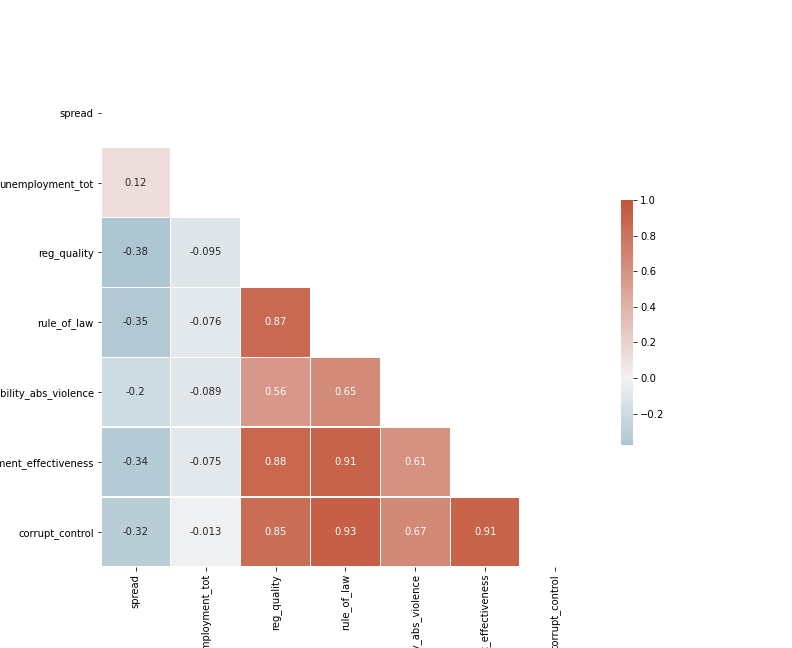 spread
unemployment_tot 0.12
reg_quality -0.38 -0.095
rule_of_law -0.35 -0.076 0.87
bility_abs_violence -0.2 -0.089 0.56 0.65
ment_effectiveness -0.34 -0.075 0.88 0.91 0.61
corrupt_control -0.32 -0.013 0.85 0.93 0.67 0.91
spread
mployment_tot
reg_quality
rule_of_law
y_abs_violence
t_effectiveness
corrupt_control
1.0
0.8
0.6
0.4
0.2
0.0
−0.2